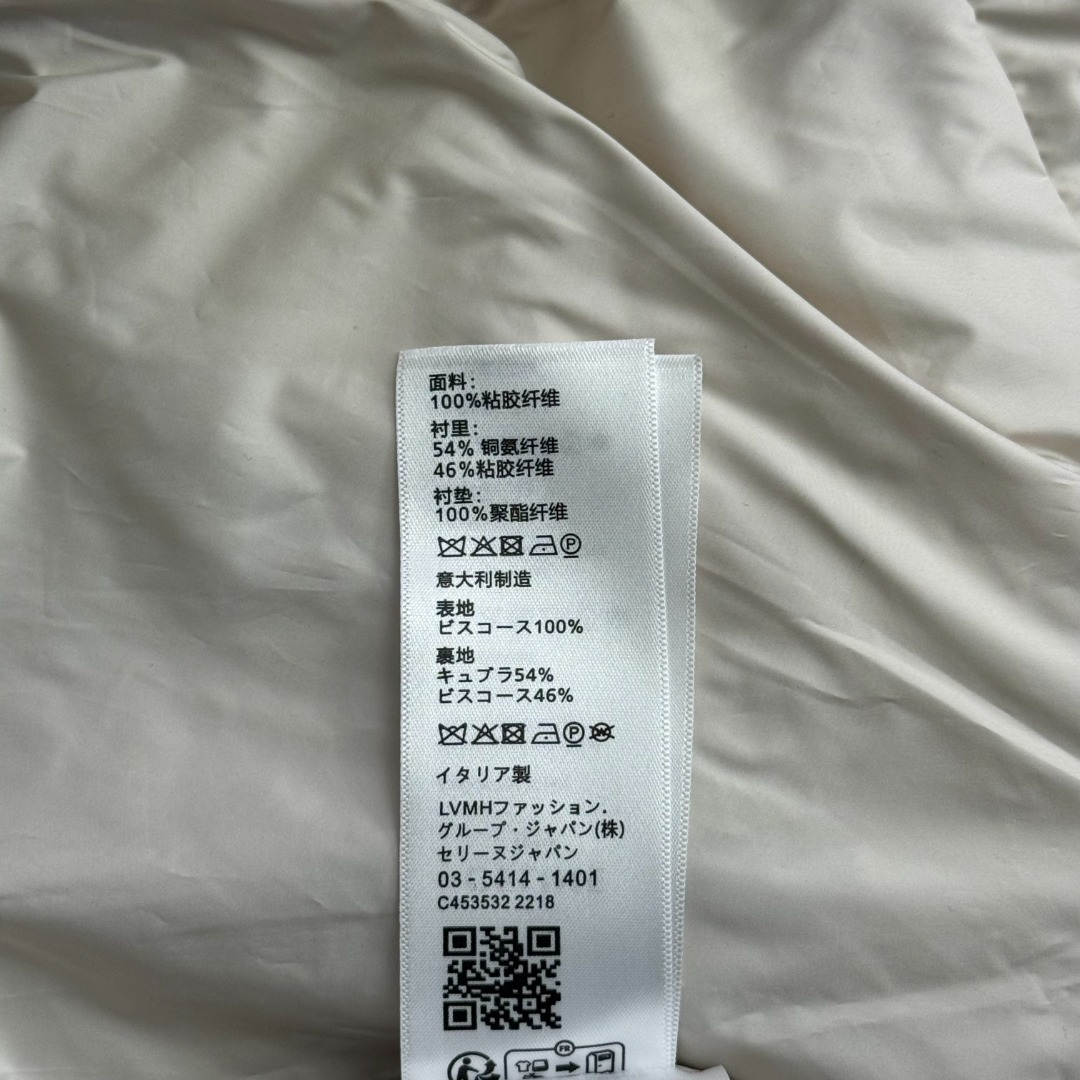 面料:
100%粘胶纤维
衬里:
54% 铜氨纤维
46%粘胶纤维
衬垫:
100%聚酯纤维
P
意大利制造
表地
ビスコース100%
裏地
キュプラ54%
ビスコース46%
P
イタリア製
LVMHファッション.
グループ・ジャパン(株)
セリーヌジャパン
03 - 5414 - 1401
C453532 2218
FR